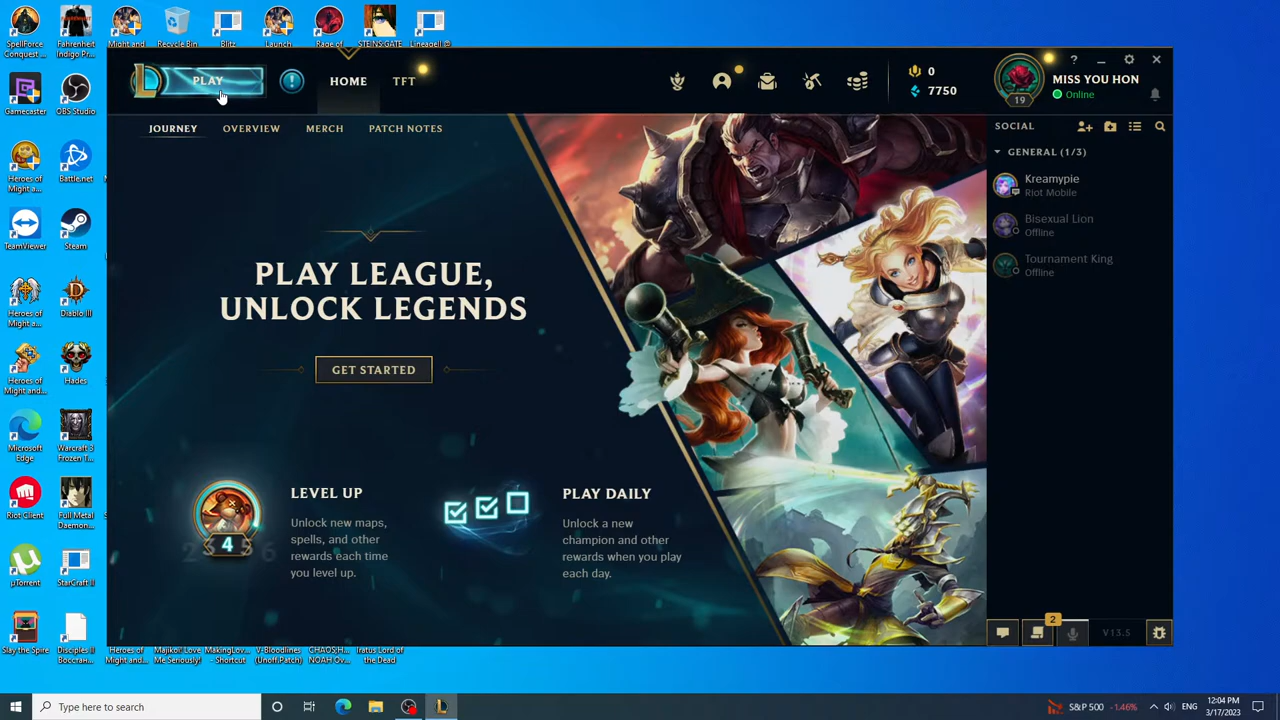 SpellForce
Conquest ...
Fahrenheit
Indigo Pr...
Might and
Recycle Bin
Blitz
Launch
Rage of
STEINS;GATE
LineageII @
Gamecaster
OBS Studio
Heroes of
Might a...
Battle.net
TeamViewer
Steam
Heroes of
Might a...
Diablo III
Heroes of
Might and...
Hades
Microsoft
Edge
Warcraft 3
Frozen T...
Riot Client
Full Metal
Daemon...
µTorrent
StarCraft II
Slay the Spire
Disciples II
Восстан...
Heroes of
Might and...
Majikoi! Love
Me Seriously!
MakingLov...
- Shortcut
V-Bloodlines
(UnoffPatch)
CHAOS;H...
NOAH Ov...
Iratus Lord of
the Dead
PLAY
HOME
TFT
0
7750
?
19
MISS YOU HON
Online
JOURNEY
OVERVIEW
MERCH
PATCH NOTES
PLAY LEAGUE,
UNLOCK LEGENDS
GET STARTED
LEVEL UP
Unlock new maps,
spells, and other
rewards each time
you level up.
4
PLAY DAILY
Unlock a new
champion and other
rewards when you play
each day.
SOCIAL
GENERAL (1/3)
Kreamypie
Riot Mobile
Bisexual Lion
Offline
Tournament King
Offline
2
V13.5
Type here to search
S&P 500 -1.46%
ENG
12:04 PM
3/17/2023